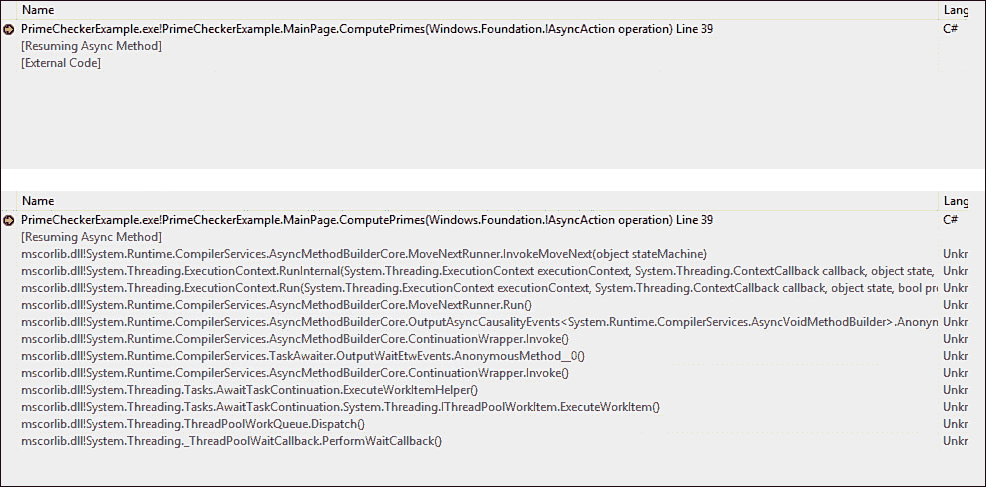 Name Lang
PrimeCheckerExample.exe!PrimeCheckerExample.MainPage.ComputePrimes(Windows.Foundation.IAsyncAction operation) Line 39 C#
[Resuming Async Method]
[External Code]
Name Lang
PrimeCheckerExample.exe!PrimeCheckerExample.MainPage.ComputePrimes(Windows.Foundation.IAsyncAction operation) Line 39 C#
[Resuming Async Method]
mscorlib.dll!System.Runtime.CompilerServices.AsyncMethodBuilderCore.MoveNextRunner.InvokeMoveNext(object stateMachine) Unkr
mscorlib.dll!System.Threading.ExecutionContext.RunInternal(System.Threading.ExecutionContext executionContext, System.Threading.ContextCallback callback, object state, Unkr
mscorlib.dll!System.Threading.ExecutionContext.Run(System.Threading.ExecutionContext executionContext, System.Threading.ContextCallback callback, object state, bool pre Unkr
mscorlib.dll!System.Runtime.CompilerServices.AsyncMethodBuilderCore.MoveNextRunner.Run() Unkr
mscorlib.dll!System.Runtime.CompilerServices.AsyncMethodBuilderCore.OutputAsyncCausalityEvents<System.Runtime.CompilerServices.AsyncVoidMethodBuilder>.Anonym Unkr
mscorlib.dll!System.Runtime.CompilerServices.AsyncMethodBuilderCore.ContinuationWrapper.Invoke() Unkr
mscorlib.dll!System.Runtime.CompilerServices.TaskAwaiter.OutputWaitEtwEvents.AnonymousMethod__0() Unkr
mscorlib.dll!System.Runtime.CompilerServices.AsyncMethodBuilderCore.ContinuationWrapper.Invoke() Unkr
mscorlib.dll!System.Threading.Tasks.AwaitTaskContinuation.ExecuteWorkItemHelper() Unkr
mscorlib.dll!System.Threading.Tasks.AwaitTaskContinuation.System.Threading.IThreadPoolWorkItem.ExecuteWorkItem() Unkr
mscorlib.dll!System.Threading.ThreadPoolWorkQueue.Dispatch() Unkr
mscorlib.dll!System.Threading._ThreadPoolWaitCallback.PerformWaitCallback() Unkr